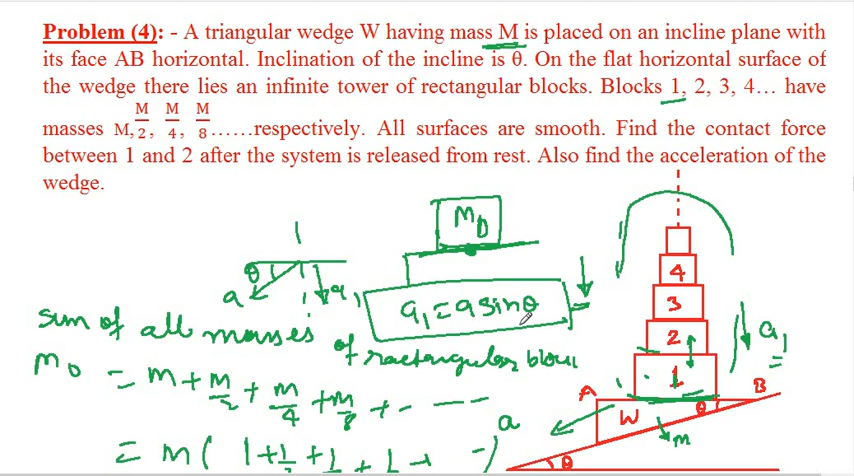 Problem (4): - A triangular wedge W having mass M is placed on an incline plane with
its face AB horizontal. Inclination of the incline is θ. On the flat horizontal surface of
the wedge there lies an infinite tower of rectangular blocks. Blocks 1, 2, 3, 4… have
masses M, M/2, M/4, M/8……respectively. All surfaces are smooth. Find the contact force
between 1 and 2 after the system is released from rest. Also find the acceleration of the
wedge.
M0
θ
a
a1
a1 = a sinθ =
4
3
2
1
a1 =
A
B
W
θ
M
a
θ
sum of all masses
of rectangular block
M0 = M + M/2 + M/4 + M/8 + - - - -
= M ( 1 + 1/2 + 1